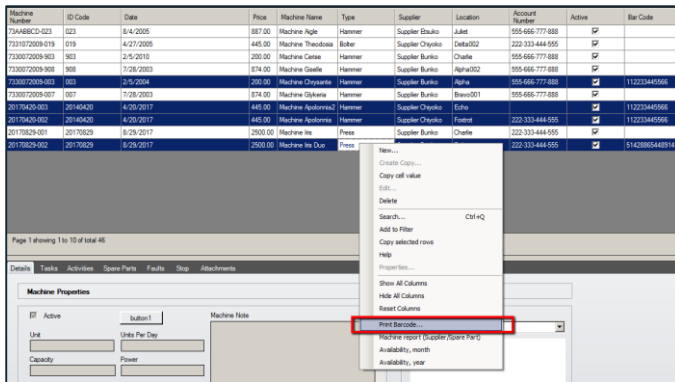 Machine Number ID Code Date Price Machine Name Type Supplier Location Account Number Active Bar Code
73AABBCD-023 023 8/4/2005 887.00 Machine Aigle Hammer Supplier Etsuko Juliet 555-666-777-888
7331072009-019 019 4/27/2005 445.00 Machine Theodosia Bolter Supplier Chiyoko Delta002 222-333-444-555
7330072009-903 903 2/5/2010 200.00 Machine Cerise Hammer Supplier Bunko Charlie 555-666-777-888
7330072009-908 908 7/28/2003 874.00 Machine Giselle Hammer Supplier Bunko Alpha002 555-666-777-888
7330072009-003 003 2/5/2004 200.00 Machine Chrysante Hammer Supplier Bunko Alpha 555-666-777-888 112233445566
7330072009-007 007 7/28/2003 874.00 Machine Glykeria Hammer Supplier Bunko Bravo001 555-666-777-888
20170420-003 20140420 4/20/2017 445.00 Machine Apolonnia2 Hammer Supplier Chiyoko Echo 112233445566
20170420-002 20140420 4/20/2017 445.00 Machine Apolonnia Hammer Supplier Chiyoko Foxtrot 222-333-444-555 112233445566
20170829-001 20170829 8/29/2017 2500.00 Machine Iris Press Supplier Bunko Charlie 222-333-444-555
20170829-002 20170829 8/29/2017 2500.00 Machine Iris Duo Press 222-333-444-555 51428865448914
New...
Create Copy...
Copy cell value
Edit...
Delete
Search... Ctrl+Q
Add to Filter
Copy selected rows
Help
Properties...
Show All Columns
Hide All Columns
Reset Columns
Print Barcode...
Machine report (Supplier/Spare Part)
Availability, month
Availability, year
Page 1 showing 1 to 10 of total 46
Details Tasks Activities Spare Parts Faults Stop Attachments
Machine Properties
Active button1 Machine Note
Unit Units Per Day
Capacity Power